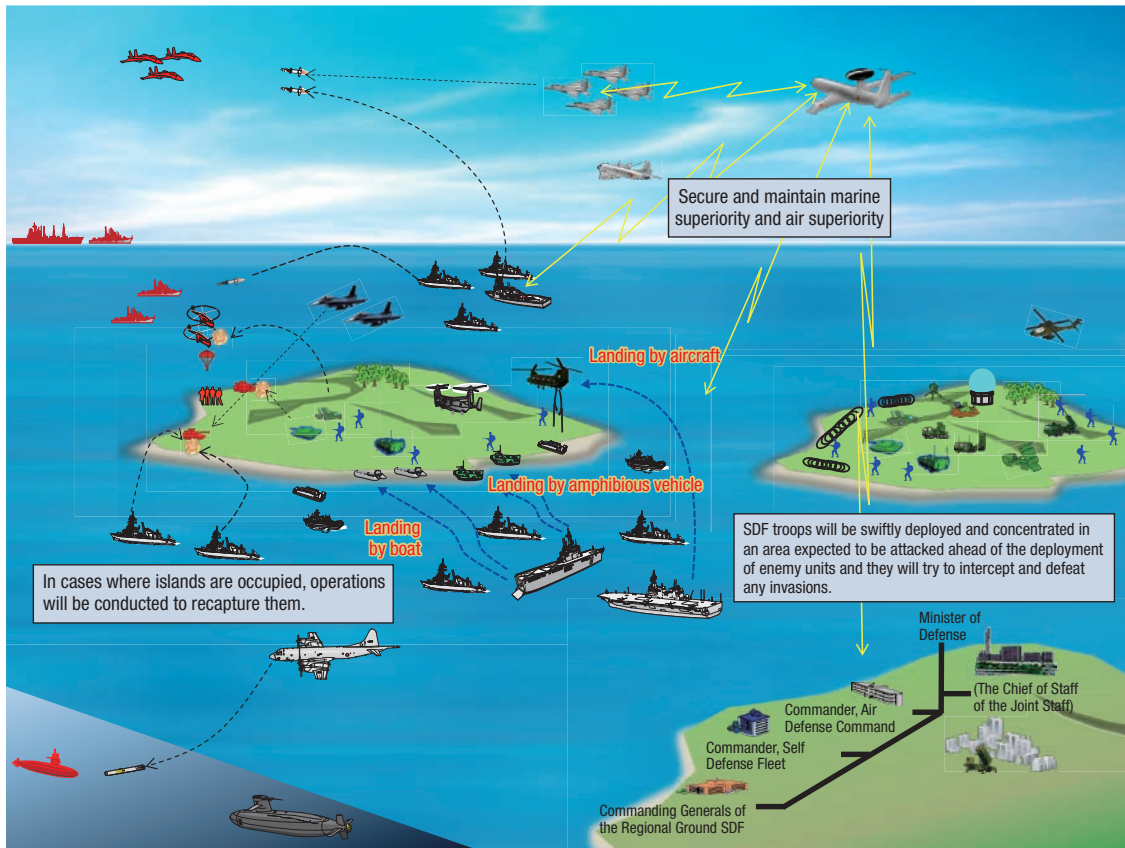 Secure and maintain marine
superiority and air superiority
Landing by aircraft
Landing by amphibious vehicle
Landing
by boat
In cases where islands are occupied, operations
will be conducted to recapture them.
SDF troops will be swiftly deployed and concentrated in
an area expected to be attacked ahead of the deployment
of enemy units and they will try to intercept and defeat
any invasions.
Minister of
Defense
(The Chief of Staff
of the Joint Staff)
Commander, Air
Defense Command
Commander, Self
Defense Fleet
Commanding Generals of
the Regional Ground SDF